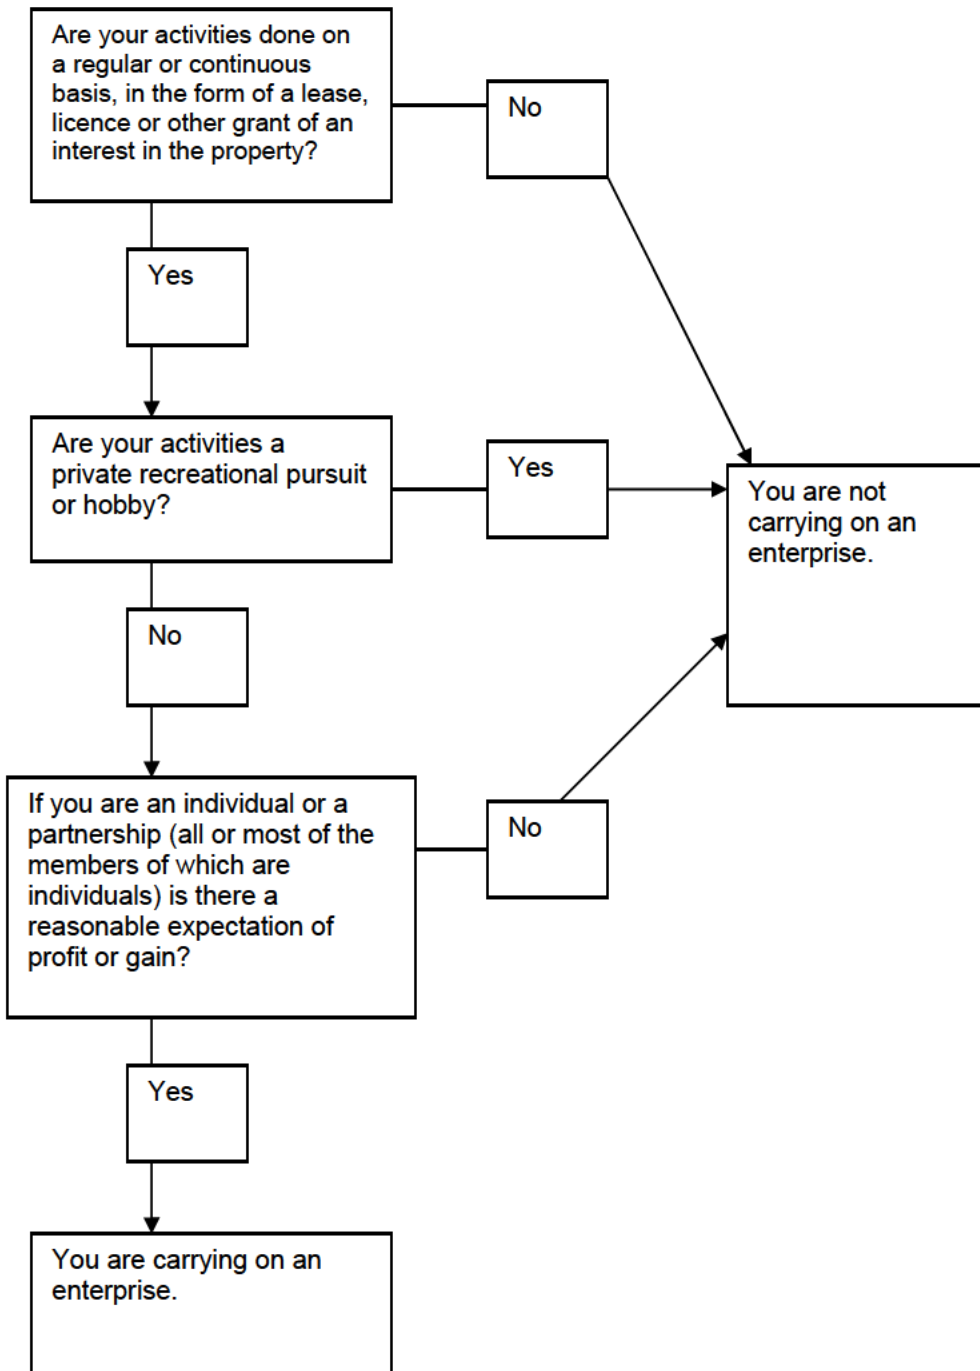 Are your activities done on
a regular or continuous
basis, in the form of a lease,
licence or other grant of an
interest in the property?
No
Yes
Are your activities a
private recreational pursuit
or hobby?
Yes
You are not
carrying on an
enterprise.
No
If you are an individual or a
partnership (all or most of the
members of which are
individuals) is there a
reasonable expectation of
profit or gain?
No
Yes
You are carrying on an
enterprise.